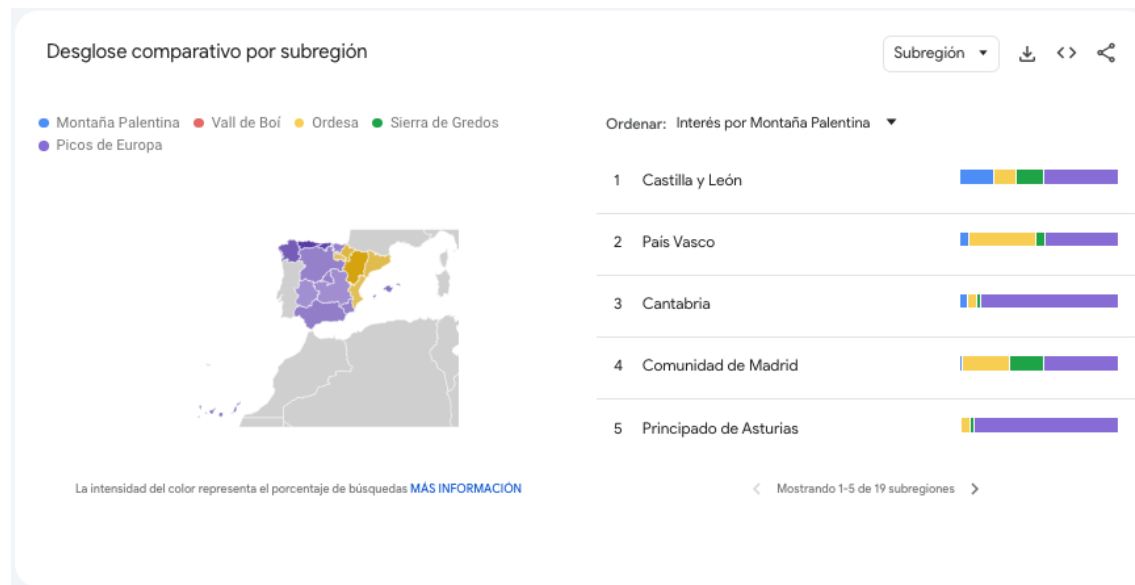 Desglose comparativo por subregión
Subregión
Montaña Palentina Vall de Boí Ordesa Sierra de Gredos
Picos de Europa
Ordenar: Interés por Montaña Palentina
1 Castilla y León
2 País Vasco
3 Cantabria
4 Comunidad de Madrid
5 Principado de Asturias
La intensidad del color representa el porcentaje de búsquedas MÁS INFORMACIÓN
Mostrando 1-5 de 19 subregiones